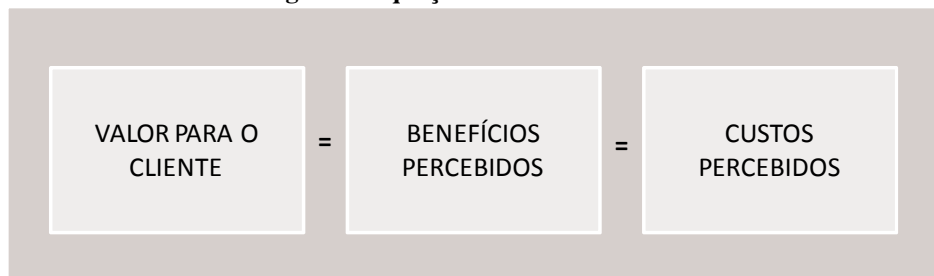 VALOR PARA O
CLIENTE
=
BENEFÍCIOS
PERCEBIDOS
=
CUSTOS
PERCEBIDOS